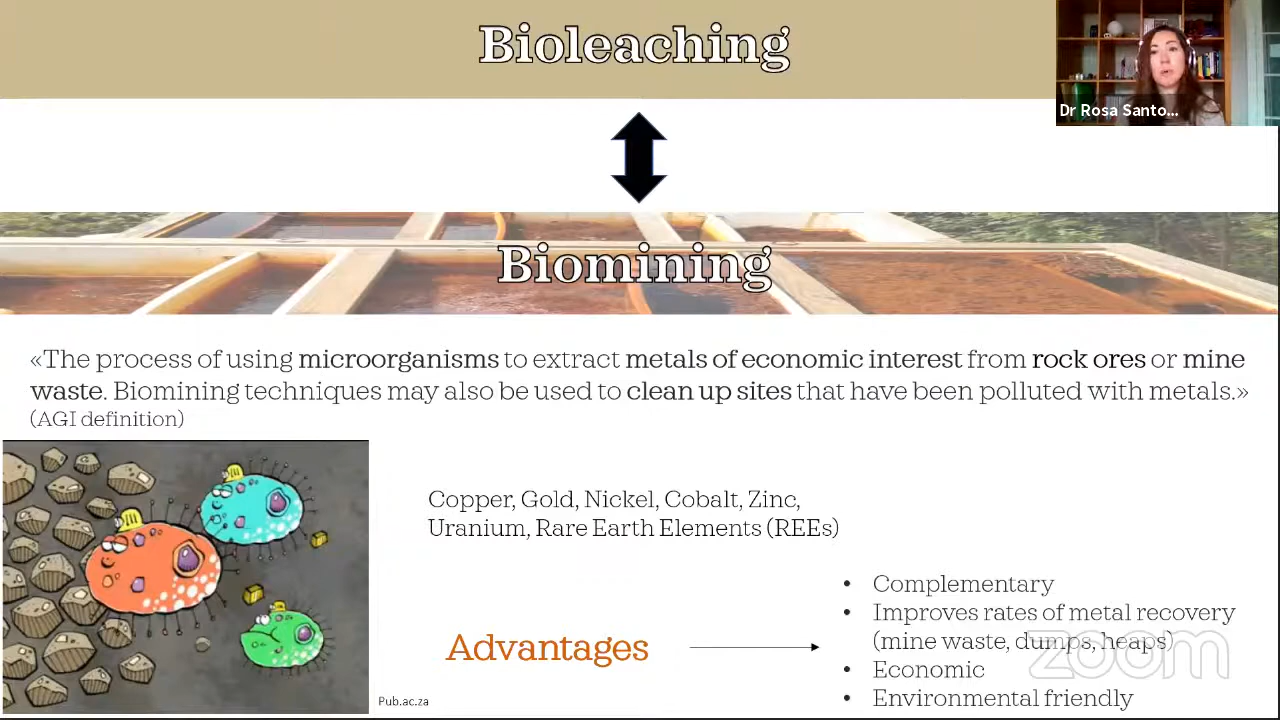 Bioleaching
Dr Rosa Santo...
Biomining
«The process of using microorganisms to extract metals of economic interest from rock ores or mine
waste. Biomining techniques may also be used to clean up sites that have been polluted with metals.»
(AGI definition)
Copper, Gold, Nickel, Cobalt, Zinc,
Uranium, Rare Earth Elements (REEs)
Advantages
• Complementary
• Improves rates of metal recovery
(mine waste, dumps, heaps)
• Economic
• Environmental friendly
zoom
Pub.ac.za